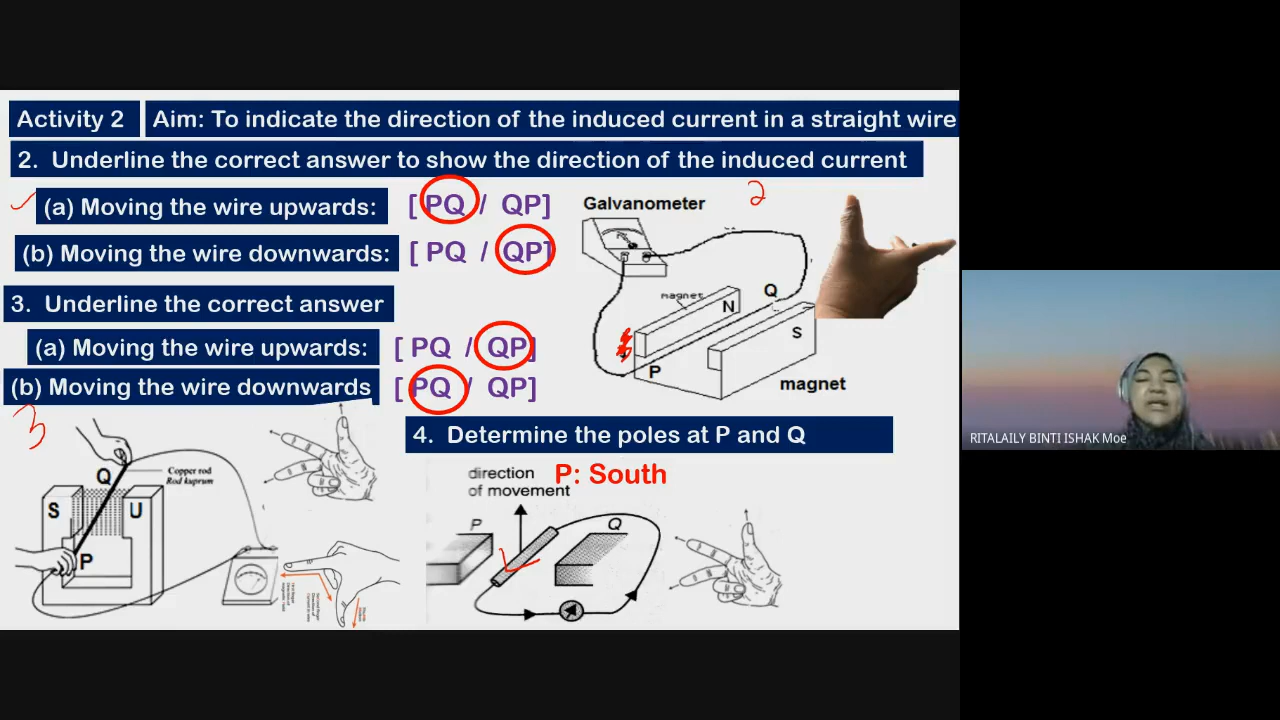 Activity 2
Aim: To indicate the direction of the induced current in a straight wire
2. Underline the correct answer to show the direction of the induced current
(a) Moving the wire upwards: [ PQ / QP]
(b) Moving the wire downwards: [ PQ / QP]
2
Galvanometer
magnet
N
Q
S
P
magnet
3. Underline the correct answer
(a) Moving the wire upwards: [ PQ / QP]
(b) Moving the wire downwards [ PQ / QP]
3
Q
Copper rod
Rod kuprum
S
U
P
4. Determine the poles at P and Q
direction
of movement
P: South
P
Q
RITALAILY BINTI ISHAK Moe